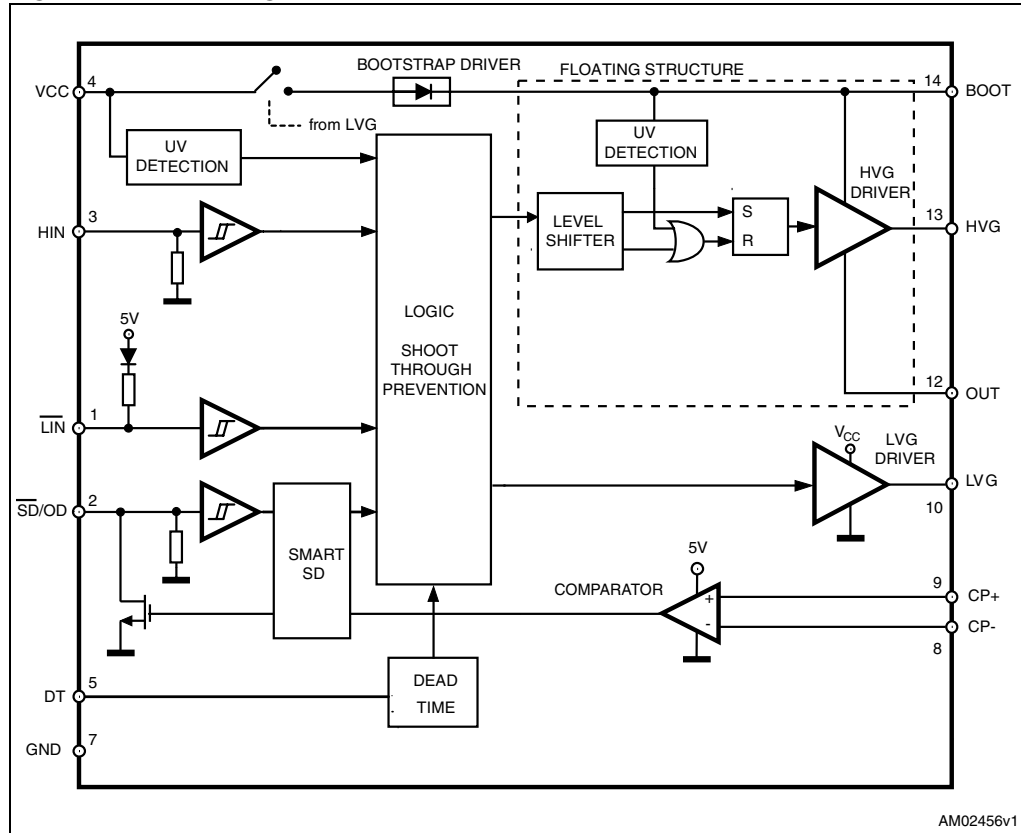 BOOTSTRAP DRIVER
FLOATING STRUCTURE
VCC
4
14
BOOT
from LVG
UV
DETECTION
UV
DETECTION
HVG
DRIVER
HIN
3
LEVEL
SHIFTER
S
R
13
HVG
5V
LOGIC
SHOOT
THROUGH
PREVENTION
12
OUT
LIN
1
VCC
LVG
DRIVER
LVG
10
SD/OD
2
SMART
SD
5V
COMPARATOR
+
-
9
CP+
CP-
8
DT
5
DEAD
TIME
GND
7
AM02456v1